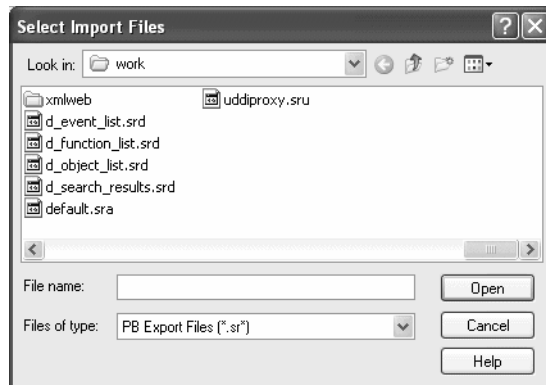 Select Import Files
Look in: work
xmlweb
d_event_list.srd
d_function_list.srd
d_object_list.srd
d_search_results.srd
default.sra
uddiproxy.sru
File name:
Open
Files of type: PB Export Files (*.sr*)
Cancel
Help